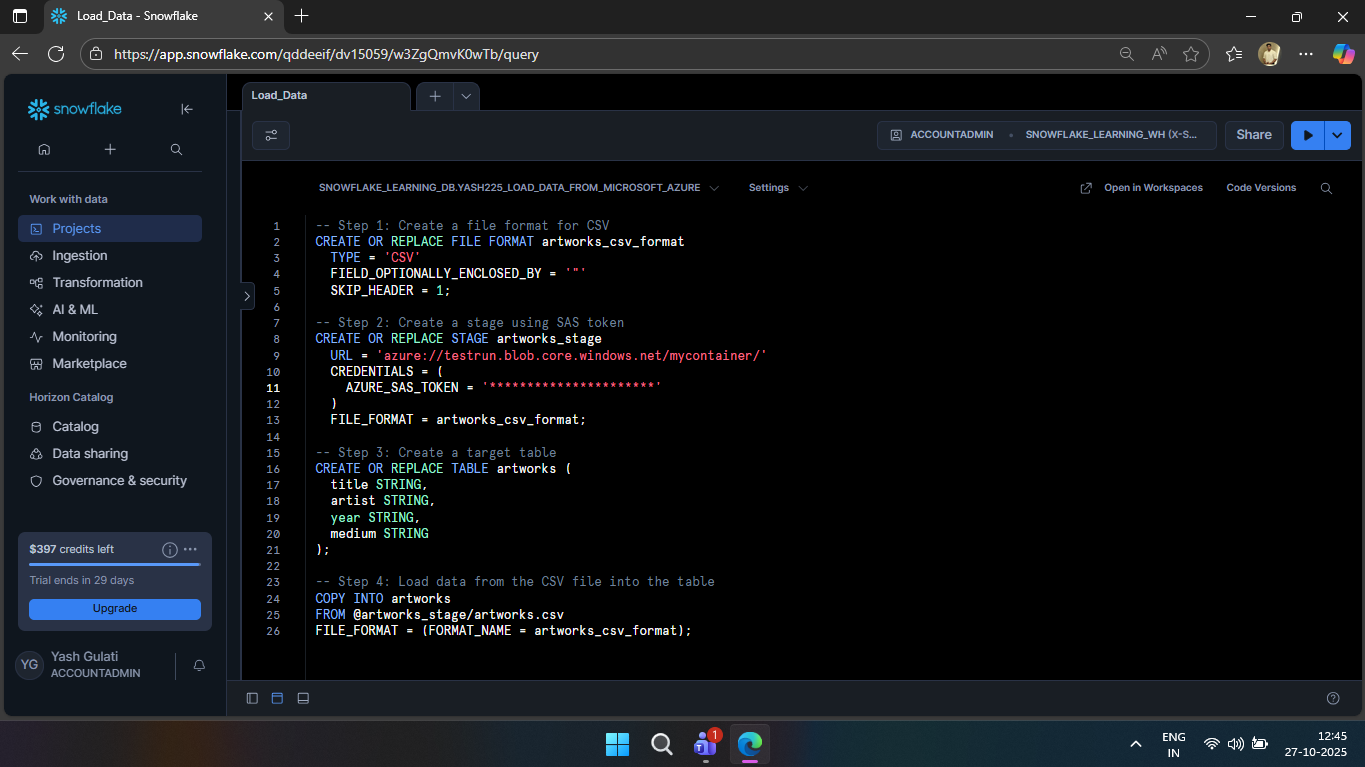 Load_Data - Snowflake
https://app.snowflake.com/qddeeif/dv15059/w3ZgQmvK0wTb/query
snowflake
Work with data
Projects
Ingestion
Transformation
AI & ML
Monitoring
Marketplace
Horizon Catalog
Catalog
Data sharing
Governance & security
$397 credits left
Trial ends in 29 days
Upgrade
YG
Yash Gulati
ACCOUNTADMIN
Load_Data
ACCOUNTADMIN
SNOWFLAKE_LEARNING_WH (X-S...
Share
SNOWFLAKE_LEARNING_DB.YASH225_LOAD_DATA_FROM_MICROSOFT_AZURE
Settings
Open in Workspaces
Code Versions
1 -- Step 1: Create a file format for CSV
2 CREATE OR REPLACE FILE FORMAT artworks_csv_format
3 TYPE = 'CSV'
4 FIELD_OPTIONALLY_ENCLOSED_BY = '"'
5 SKIP_HEADER = 1;
6
7 -- Step 2: Create a stage using SAS token
8 CREATE OR REPLACE STAGE artworks_stage
9 URL = 'azure://testrun.blob.core.windows.net/mycontainer/'
10 CREDENTIALS = (
11 AZURE_SAS_TOKEN = '**********************'
12 )
13 FILE_FORMAT = artworks_csv_format;
14
15 -- Step 3: Create a target table
16 CREATE OR REPLACE TABLE artworks (
17 title STRING,
18 artist STRING,
19 year STRING,
20 medium STRING
21 );
22
23 -- Step 4: Load data from the CSV file into the table
24 COPY INTO artworks
25 FROM @artworks_stage/artworks.csv
26 FILE_FORMAT = (FORMAT_NAME = artworks_csv_format);
1
ENG
IN
12:45
27-10-2025